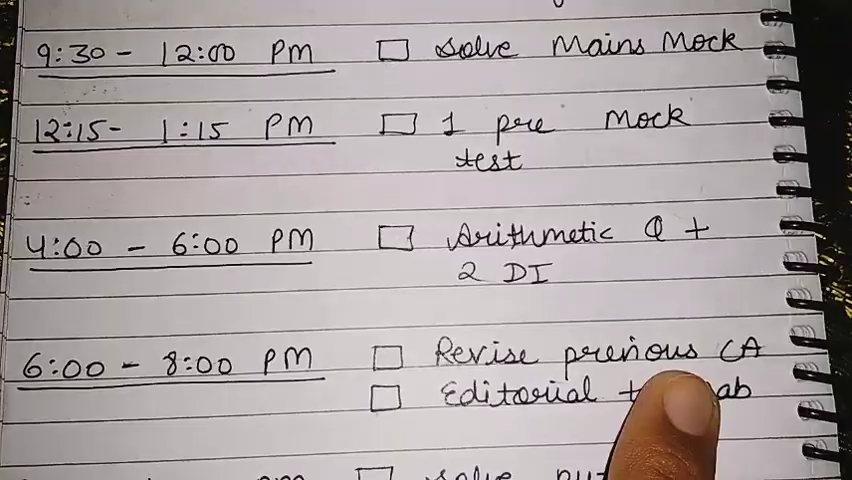 9:30 - 12:00 PM □ solve Mains Mock
12:15 - 1:15 PM □ 1 pre Mock
test
4:00 - 6:00 PM □ Arithmetic Q +
2 DI
6:00 - 8:00 PM □ Revise previous CA
□ Editorial +
□ solve